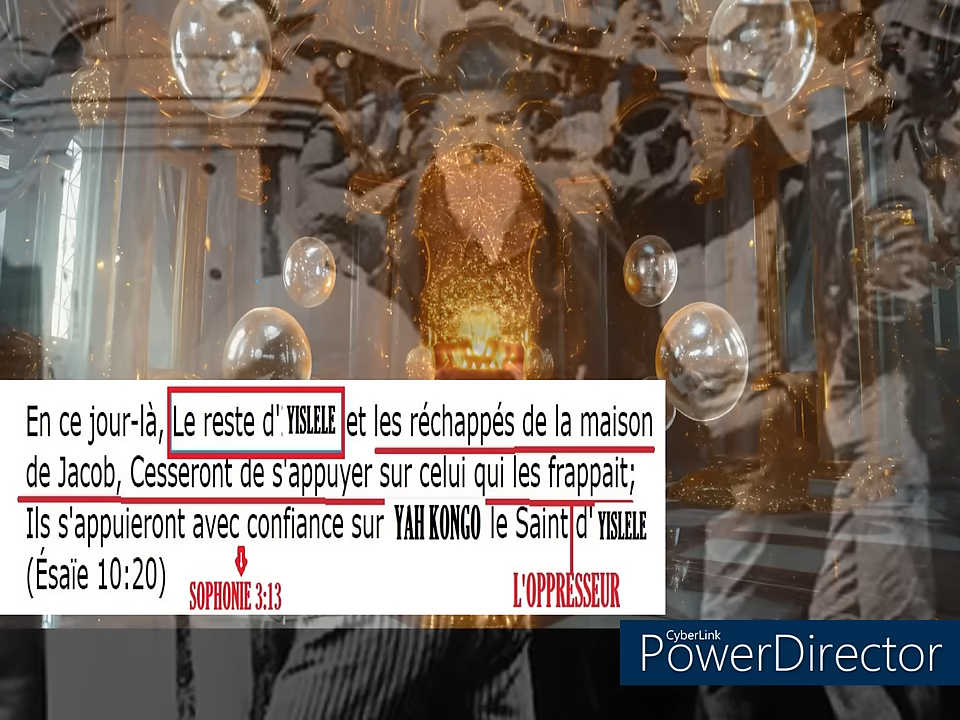 En ce jour-là, Le reste d' YISLELE et les réchappés de la maison
de Jacob, Cesseront de s'appuyer sur celui qui les frappait;
Ils s'appuieront avec confiance sur YAH KONGO le Saint d' YISLELE
(Ésaïe 10:20)
SOPHONIE 3:13
L'OPPRESSEUR
CyberLink
PowerDirector